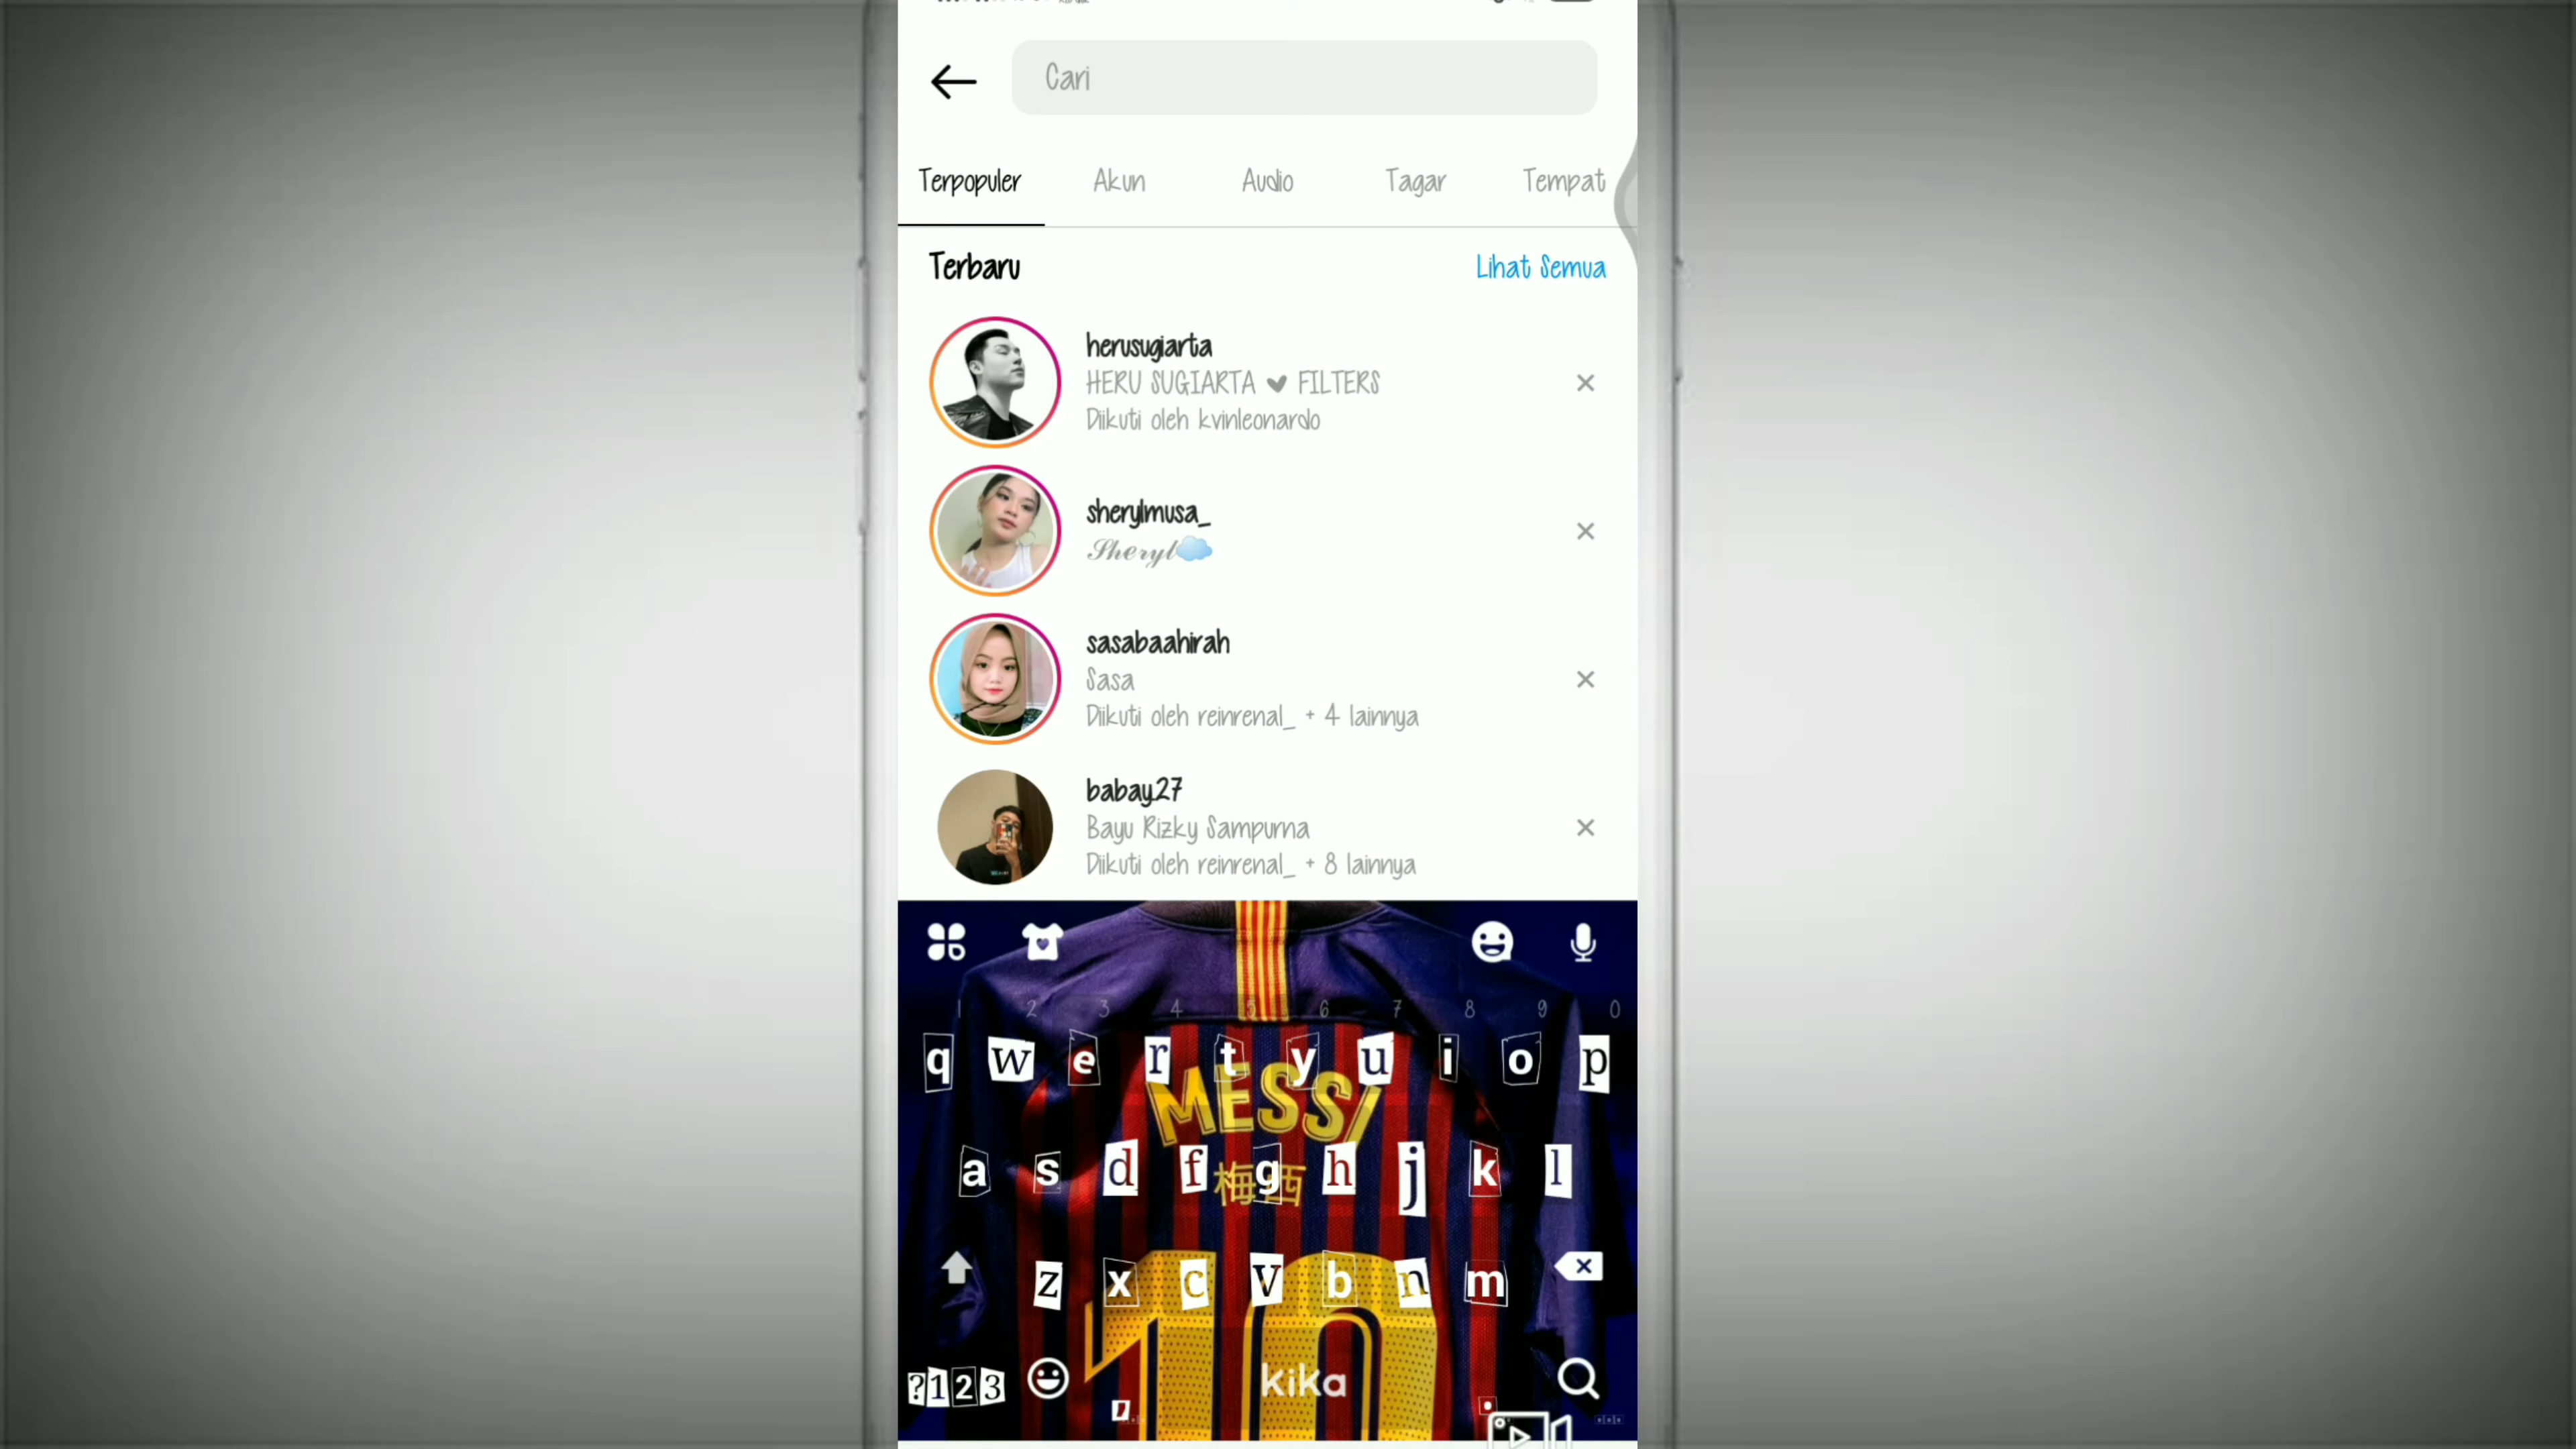 Cari
Terpopuler Akun Audio Tagar Tempat
Terbaru Lihat Semua
herusugiarta
HERU SUGIARTA ♥ FILTERS
Diikuti oleh kvinleonardo
sherylmusa_
𝒮𝒽𝑒𝓇𝓎𝓁☁️
sasabaahirah
Sasa
Diikuti oleh reinrenal_ + 4 lainnya
babay27
Bayu Rizky Sampurna
Diikuti oleh reinrenal_ + 8 lainnya
1 2 3 4 5 6 7 8 9 0
q w e r t y u i o p
MESSI
a s d f g h j k l
梅西
z x c v b n m
10
?123 , kika .